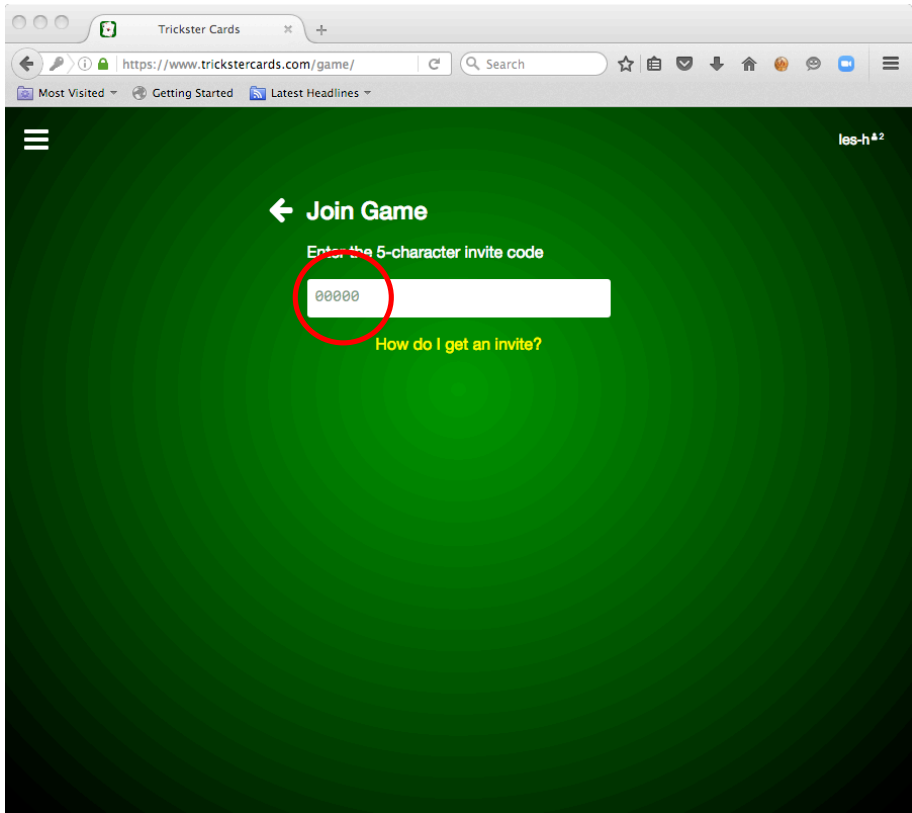 Trickster Cards
https://www.trickstercards.com/game/
Search
Most Visited
Getting Started
Latest Headlines
les-h 2
Join Game
Enter the 5-character invite code
00000
How do I get an invite?